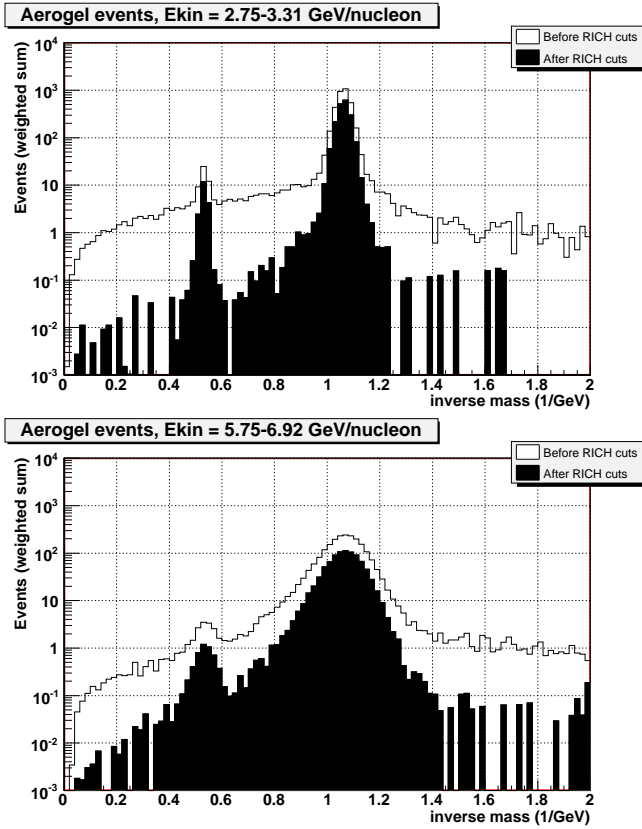 Aerogel events, Ekin = 2.75-3.31 GeV/nucleon
Before RICH cuts
After RICH cuts
Events (weighted sum)
10^4
10^3
10^2
10
1
10^-1
10^-2
10^-3
0 0.2 0.4 0.6 0.8 1 1.2 1.4 1.6 1.8 2
inverse mass (1/GeV)
Aerogel events, Ekin = 5.75-6.92 GeV/nucleon
Before RICH cuts
After RICH cuts
Events (weighted sum)
10^4
10^3
10^2
10
1
10^-1
10^-2
10^-3
0 0.2 0.4 0.6 0.8 1 1.2 1.4 1.6 1.8 2
inverse mass (1/GeV)